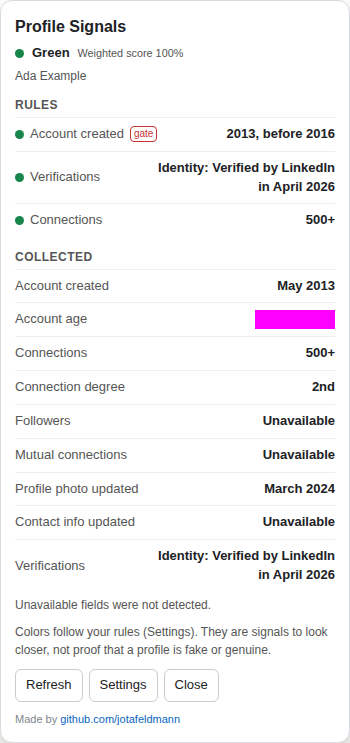 Profile Signals
Green Weighted score 100%
Ada Example
RULES
Account created gate 2013, before 2016
Verifications Identity: Verified by LinkedIn
in April 2026
Connections 500+
COLLECTED
Account created May 2013
Account age
Connections 500+
Connection degree 2nd
Followers Unavailable
Mutual connections Unavailable
Profile photo updated March 2024
Contact info updated Unavailable
Verifications Identity: Verified by LinkedIn
in April 2026
Unavailable fields were not detected.
Colors follow your rules (Settings). They are signals to look
closer, not proof that a profile is fake or genuine.
Refresh Settings Close
Made by github.com/jotafeldmann